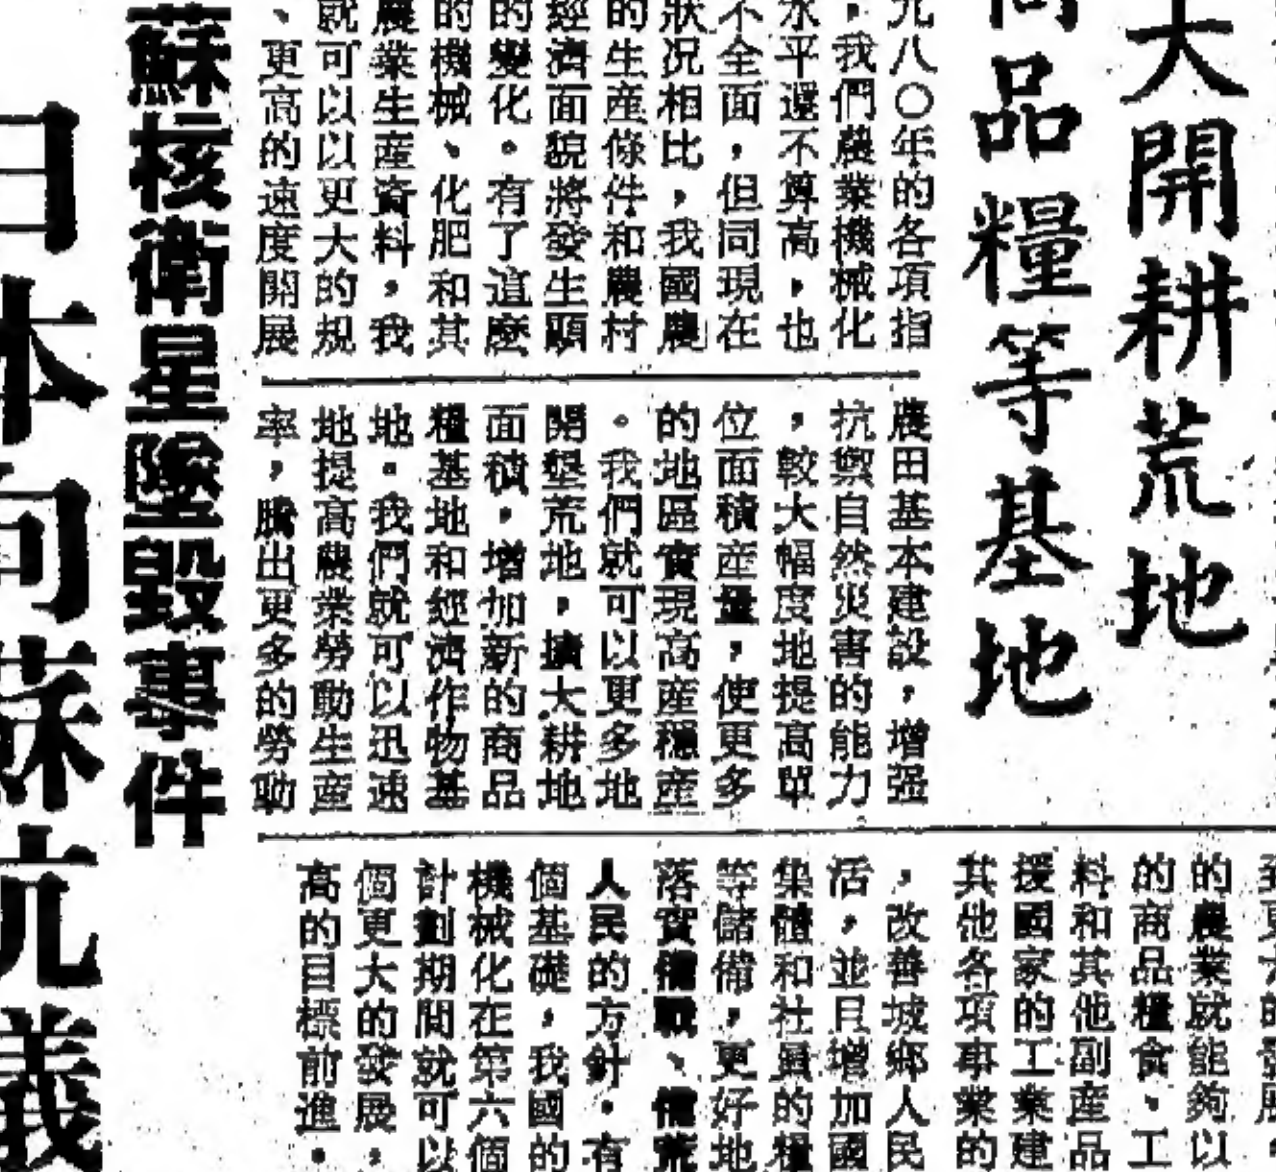 大開耕荒地
品糧等基地
九八〇年的各項指
，我們農業機械化
水平還不算高，也
不全面，但同現在
狀况相比，我國農
的生産條件和農村
經濟面貌將發生顯
的變化。有了這麽
的機械、化肥和其
農業生産資料，我
就可以以更大的規
、更高的速度開展
農田基本建設，增强
抗禦自然災害的能力
，較大幅度地提高單
位面積産量，使更多
的地區實現高産穩産
。我們就可以更多地
開墾荒地，擴大耕地
面積，增加新的商品
糧基地和經濟作物基
地。我們就可以迅速
地提高農業勞動生産
率，騰出更多的勞動
的農業就能夠以
的商品糧食、工
料和其他副産品
援國家的工業建
其他各項事業的
，改善城鄉人民
活，並且增加國
集體和社員的糧
等儲備，更好地
落實備戰、備荒
人民的方針。有
個基礎，我國的
機械化在第六個
計劃期間就可以
個更大的發展，
高的目標前進。
蘇核衛星墜毀事件
日本向蘇抗議